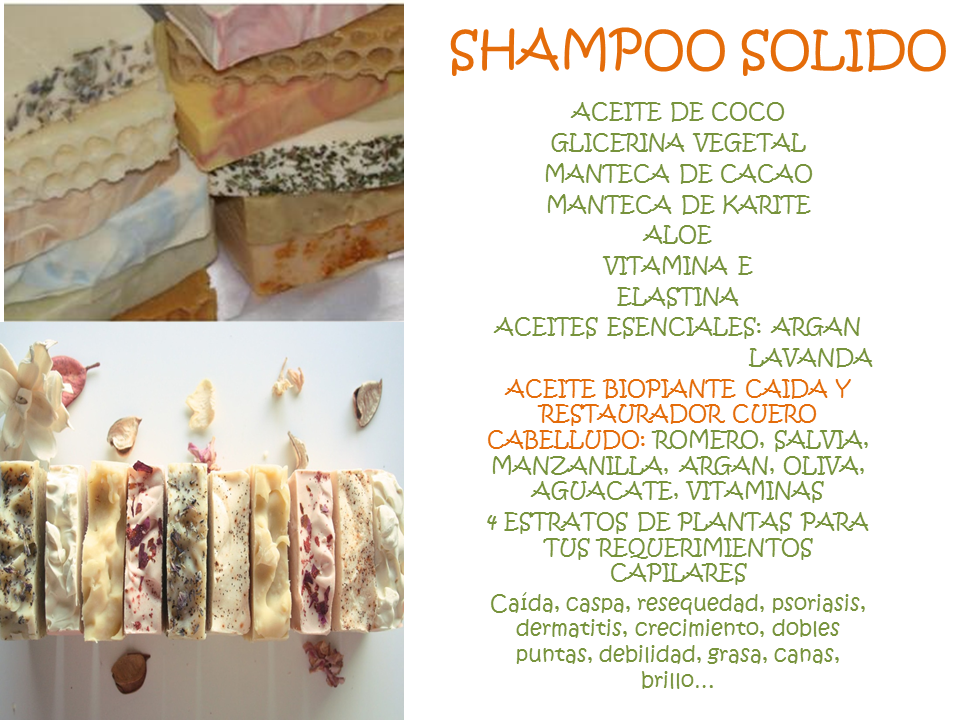 SHAMPOO SOLIDO
ACEITE DE COCO
GLICERINA VEGETAL
MANTECA DE CACAO
MANTECA DE KARITE
ALOE
VITAMINA E
ELASTINA
ACEITES ESENCIALES: ARGAN
LAVANDA
ACEITE BIOPIANTE CAIDA Y
RESTAURADOR CUERO
CABELLUDO: ROMERO, SALVIA,
MANZANILLA, ARGAN, OLIVA,
AGUACATE, VITAMINAS
4 ESTRATOS DE PLANTAS PARA
TUS REQUERIMIENTOS
CAPILARES
Caída, caspa, resequedad, psoriasis,
dermatitis, crecimiento, dobles
puntas, debilidad, grasa, canas,
brillo...